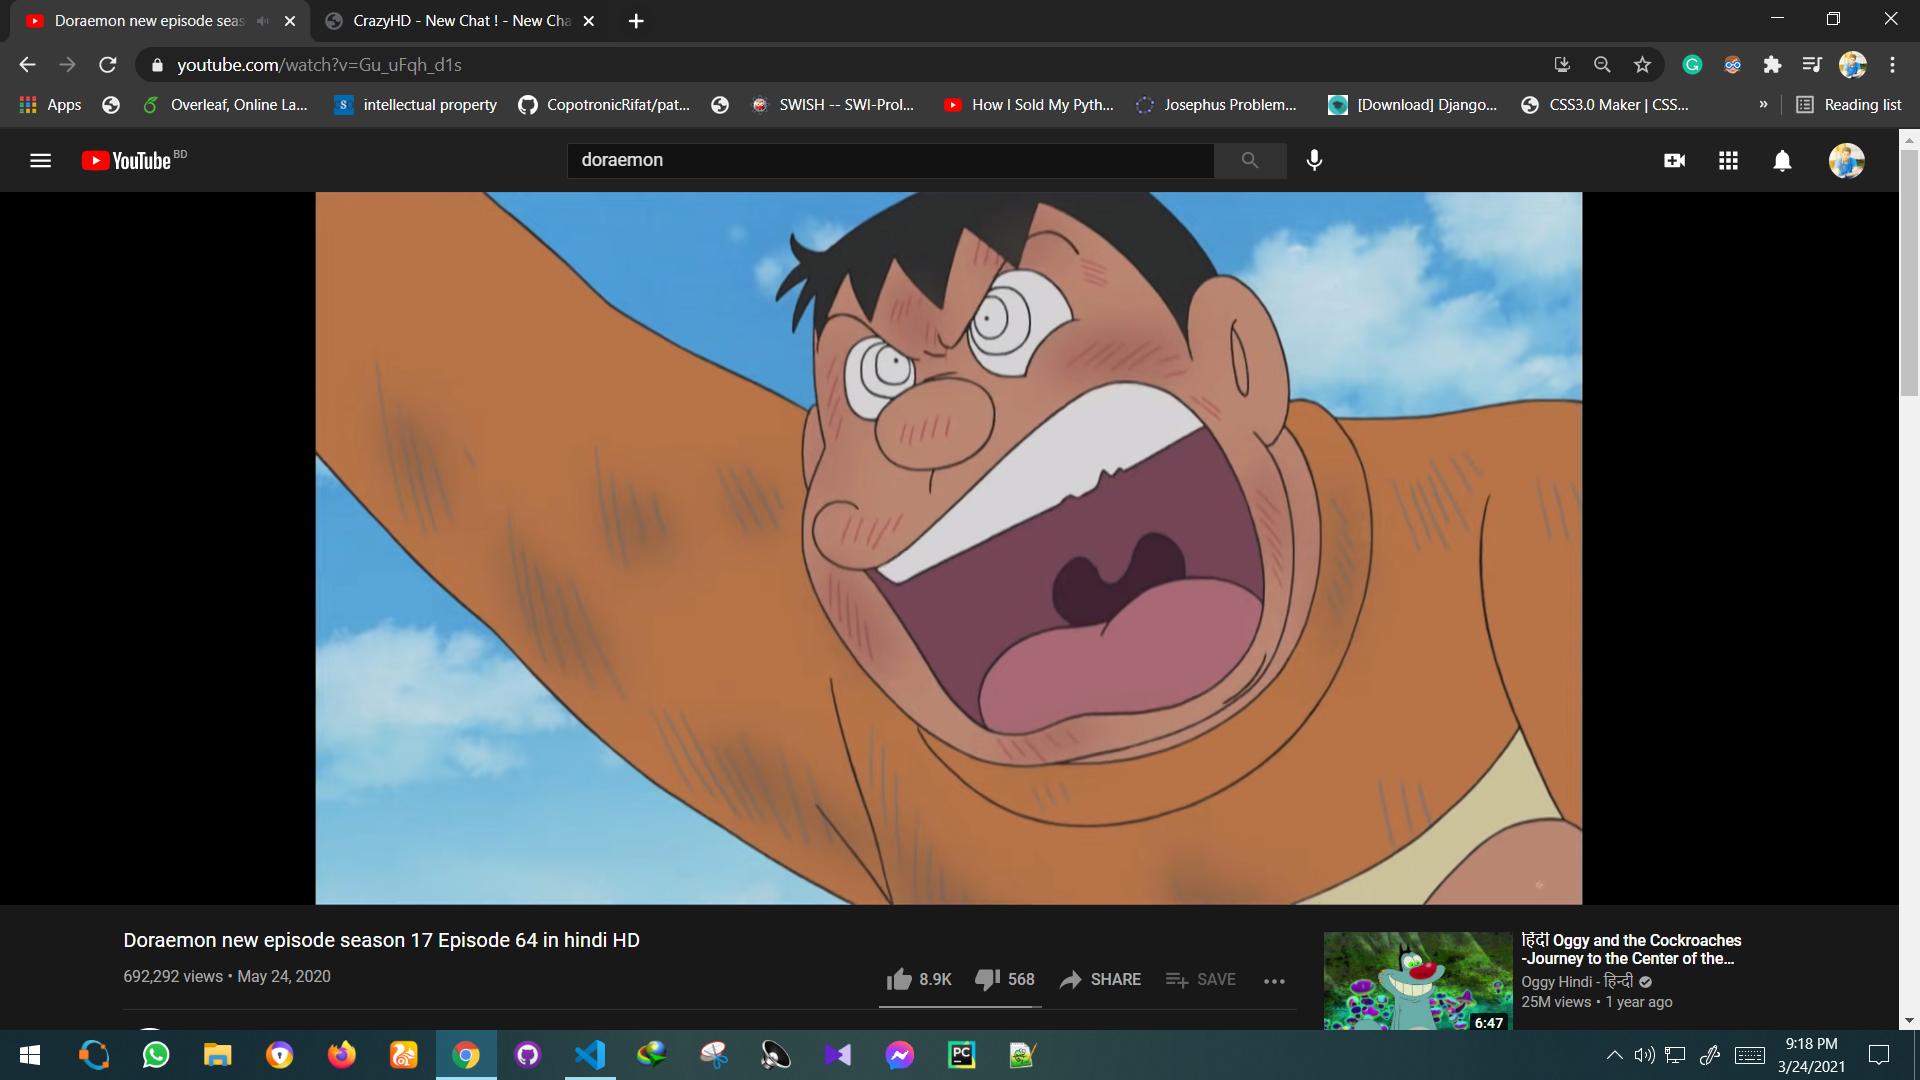 Doraemon new episode seas
CrazyHD - New Chat ! - New Cha
youtube.com/watch?v=Gu_uFqh_d1s
Apps
Overleaf, Online La...
intellectual property
CopotronicRifat/pat...
SWISH -- SWI-Prol...
How I Sold My Pyth...
Josephus Problem...
[Download] Django...
CSS3.0 Maker | CSS...
»
Reading list
YouTube BD
doraemon
Doraemon new episode season 17 Episode 64 in hindi HD
692,292 views • May 24, 2020
8.9K
568
SHARE
SAVE
6:47
हिंदी Oggy and the Cockroaches
-Journey to the Center of the...
Oggy Hindi - हिन्दी
25M views • 1 year ago
PC
9:18 PM
3/24/2021